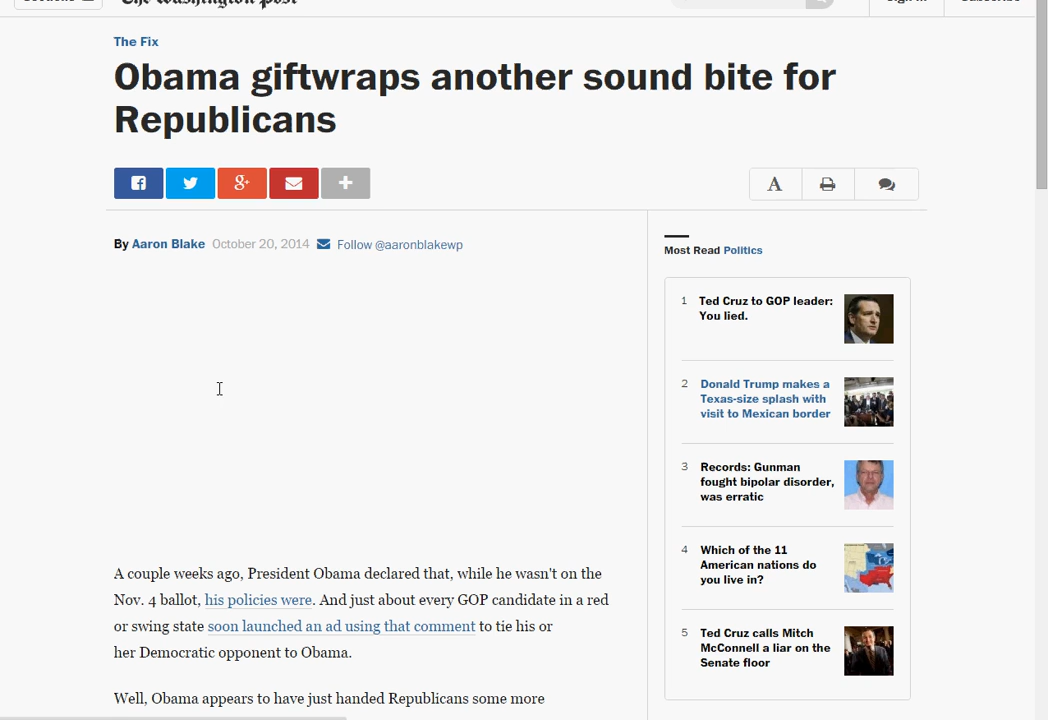 The Washington Post
The Fix
Obama giftwraps another sound bite for
Republicans
g+
A
By Aaron Blake October 20, 2014 Follow @aaronblakewp
Most Read Politics
1 Ted Cruz to GOP leader:
You lied.
2 Donald Trump makes a
Texas-size splash with
visit to Mexican border
3 Records: Gunman
fought bipolar disorder,
was erratic
4 Which of the 11
American nations do
you live in?
5 Ted Cruz calls Mitch
McConnell a liar on the
Senate floor
A couple weeks ago, President Obama declared that, while he wasn't on the
Nov. 4 ballot, his policies were. And just about every GOP candidate in a red
or swing state soon launched an ad using that comment to tie his or
her Democratic opponent to Obama.
Well, Obama appears to have just handed Republicans some more